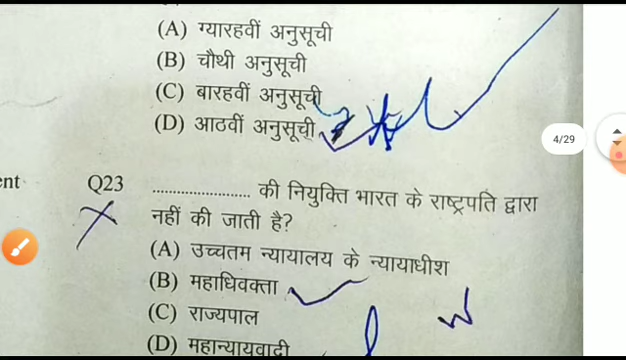 (A) ग्यारहवीं अनुसूची
(B) चौथी अनुसूची
(C) बारहवीं अनुसूची
(D) आठवीं अनुसूची
4/29
ent
Q23 ........................ की नियुक्ति भारत के राष्ट्रपति द्वारा
नहीं की जाती है?
(A) उच्चतम न्यायालय के न्यायाधीश
(B) महाधिवक्ता
(C) राज्यपाल
(D) महान्यायवादी